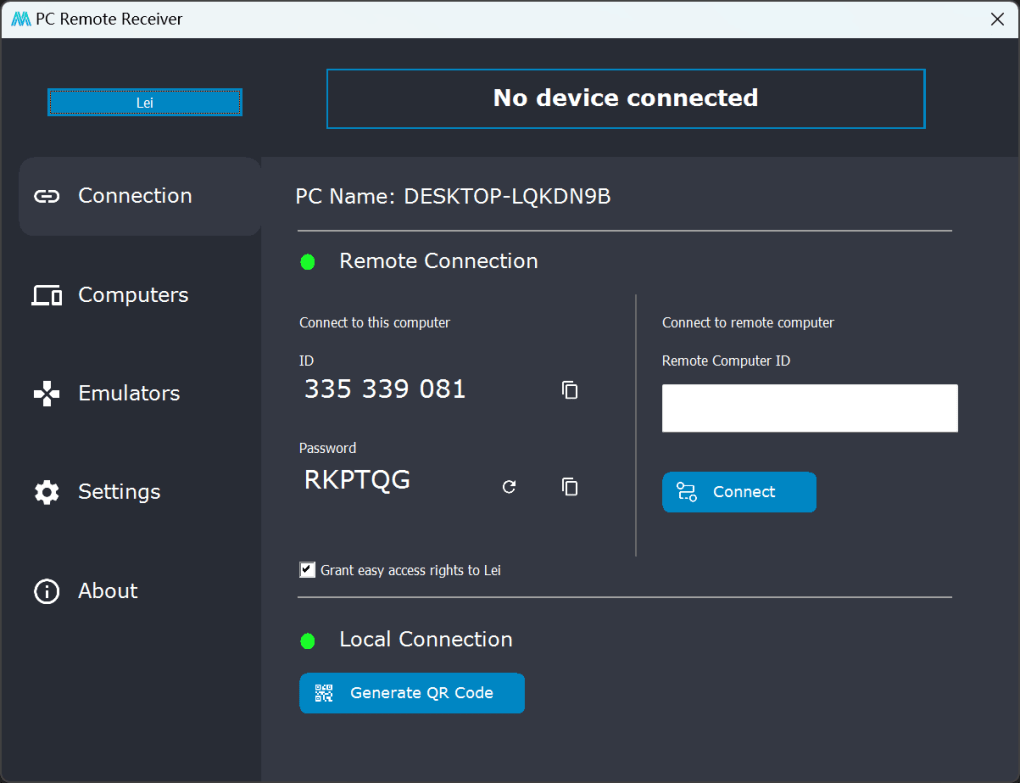 PC Remote Receiver
Lei
No device connected
Connection
Computers
Emulators
Settings
About
PC Name: DESKTOP-LQKDN9B
Remote Connection
Connect to this computer
ID
335 339 081
Password
RKPTQG
Grant easy access rights to Lei
Connect to remote computer
Remote Computer ID
Connect
Local Connection
Generate QR Code